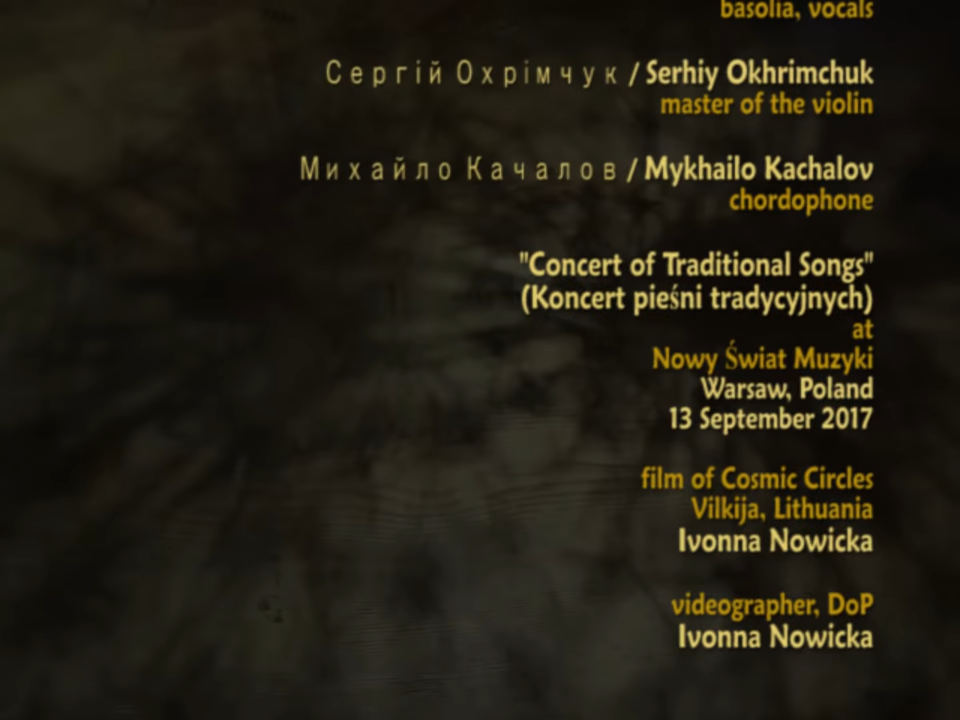 basolia, vocals
Сергій Охрімчук / Serhiy Okhrimchuk
master of the violin
Михайло Качалов / Mykhailo Kachalov
chordophone
"Concert of Traditional Songs"
(Koncert pieśni tradycyjnych)
at
Nowy Świat Muzyki
Warsaw, Poland
13 September 2017
film of Cosmic Circles
Vilkija, Lithuania
Ivonna Nowicka
videographer, DoP
Ivonna Nowicka